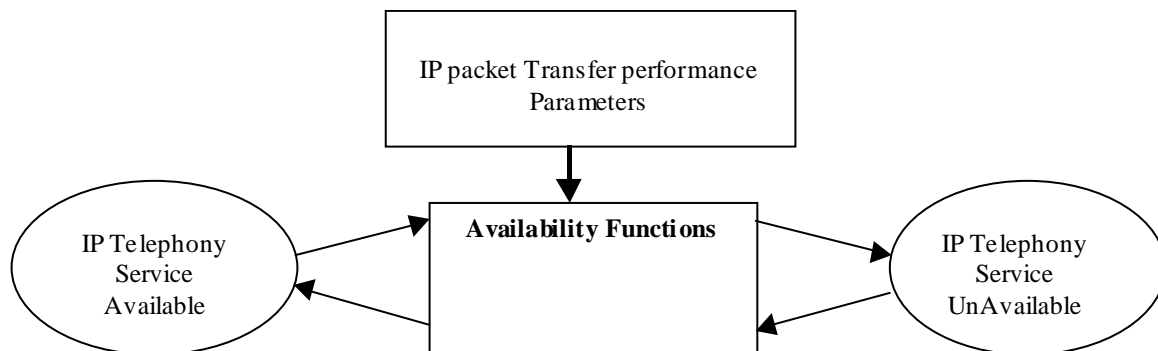 IP packet Transfer performance
Parameters
Availability Functions
IP Telephony
Service
Available
IP Telephony
Service
UnAvailable